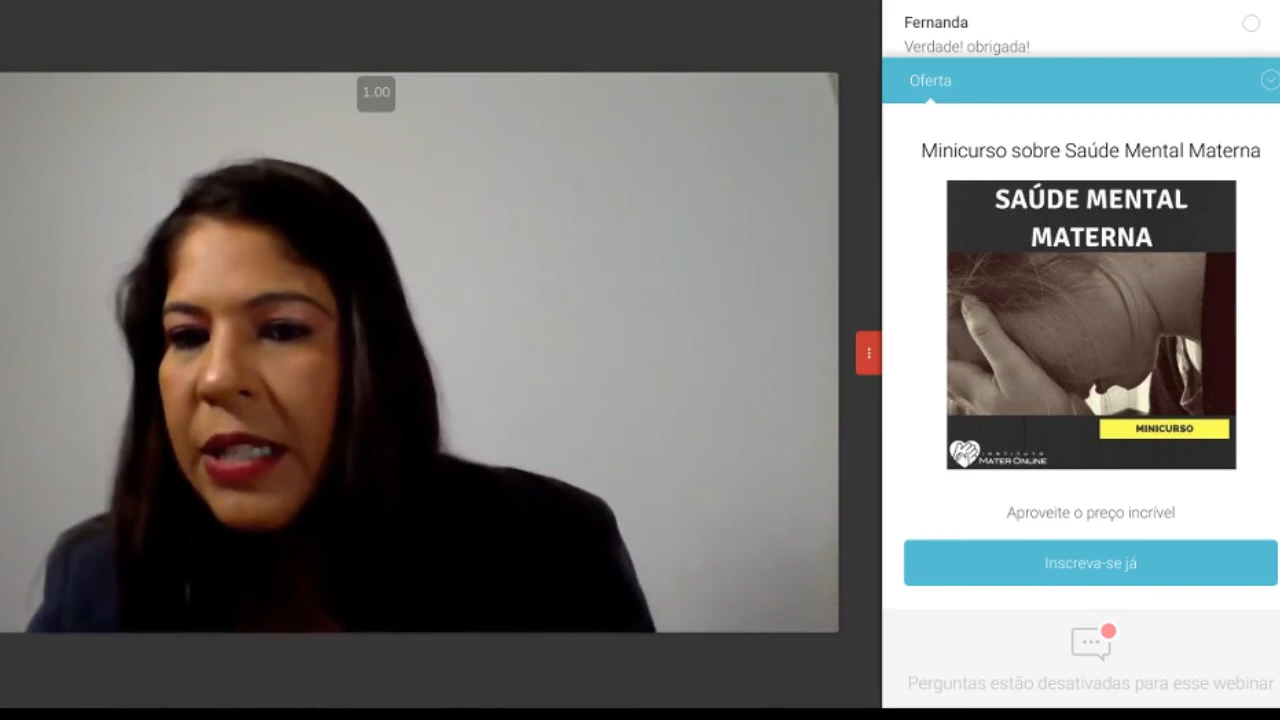 1.00
Fernanda
Verdade! obrigada!
Oferta
Minicurso sobre Saúde Mental Materna
SAÚDE MENTAL
MATERNA
MINICURSO
INSTITUTO
MATER ONLINE
Aproveite o preço incrível
Inscreva-se já
Perguntas estão desativadas para esse webinar